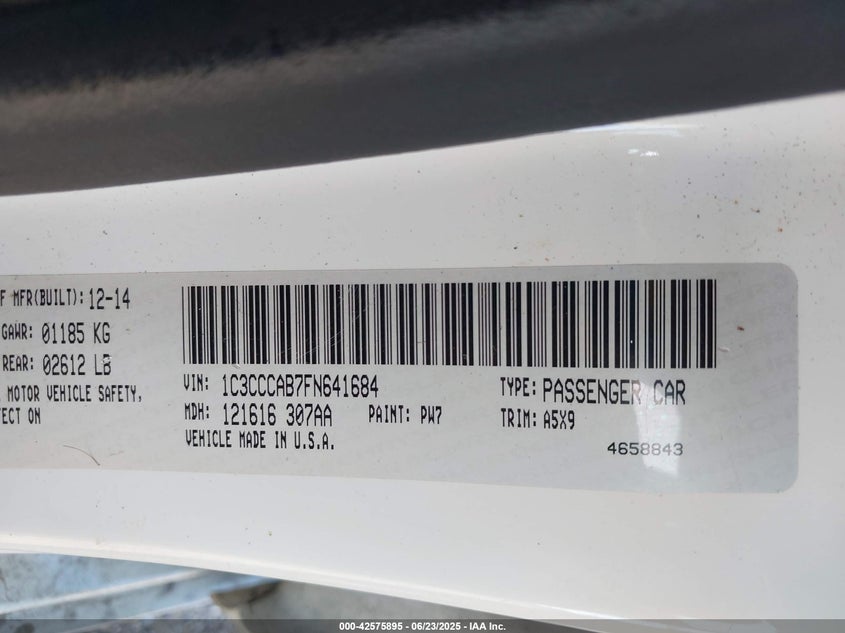 F MFR(BUILT): 12-14
GAWR: 01185 KG
REAR: 02612 LB
MOTOR VEHICLE SAFETY,
FECT ON
VIN: 1C3CCCAB7FN641684
TYPE: PASSENGER CAR
MDH: 121616 307AA PAINT: PW7
TRIM: A5X9
VEHICLE MADE IN U.S.A.
4658843
000-42575895 - 06/23/2025 - IAA Inc.